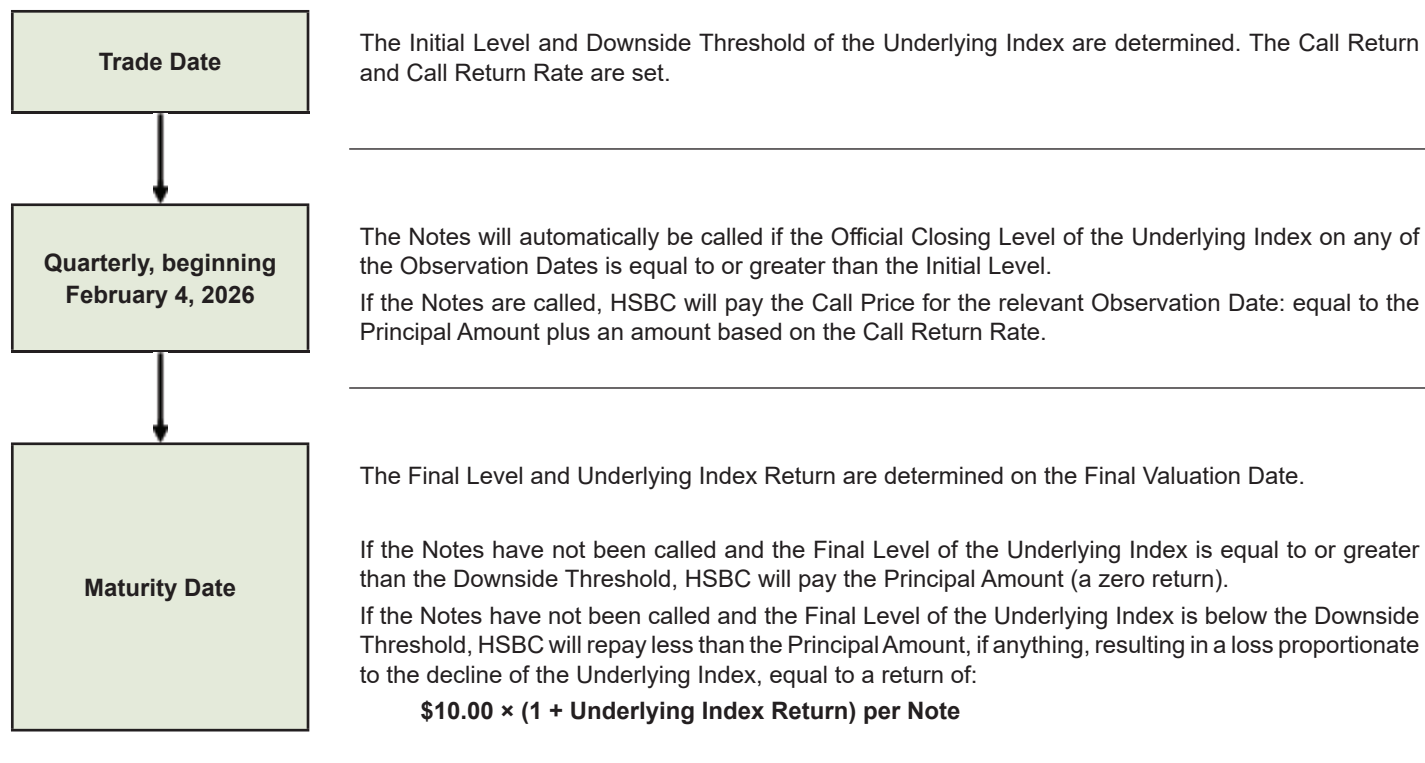 Trade Date
The Initial Level and Downside Threshold of the Underlying Index are determined. The Call Return
and Call Return Rate are set.
Quarterly, beginning
February 4, 2026
The Notes will automatically be called if the Official Closing Level of the Underlying Index on any of
the Observation Dates is equal to or greater than the Initial Level.
If the Notes are called, HSBC will pay the Call Price for the relevant Observation Date: equal to the
Principal Amount plus an amount based on the Call Return Rate.
Maturity Date
The Final Level and Underlying Index Return are determined on the Final Valuation Date.
If the Notes have not been called and the Final Level of the Underlying Index is equal to or greater
than the Downside Threshold, HSBC will pay the Principal Amount (a zero return).
If the Notes have not been called and the Final Level of the Underlying Index is below the Downside
Threshold, HSBC will repay less than the Principal Amount, if anything, resulting in a loss proportionate
to the decline of the Underlying Index, equal to a return of:
$10.00 × (1 + Underlying Index Return) per Note